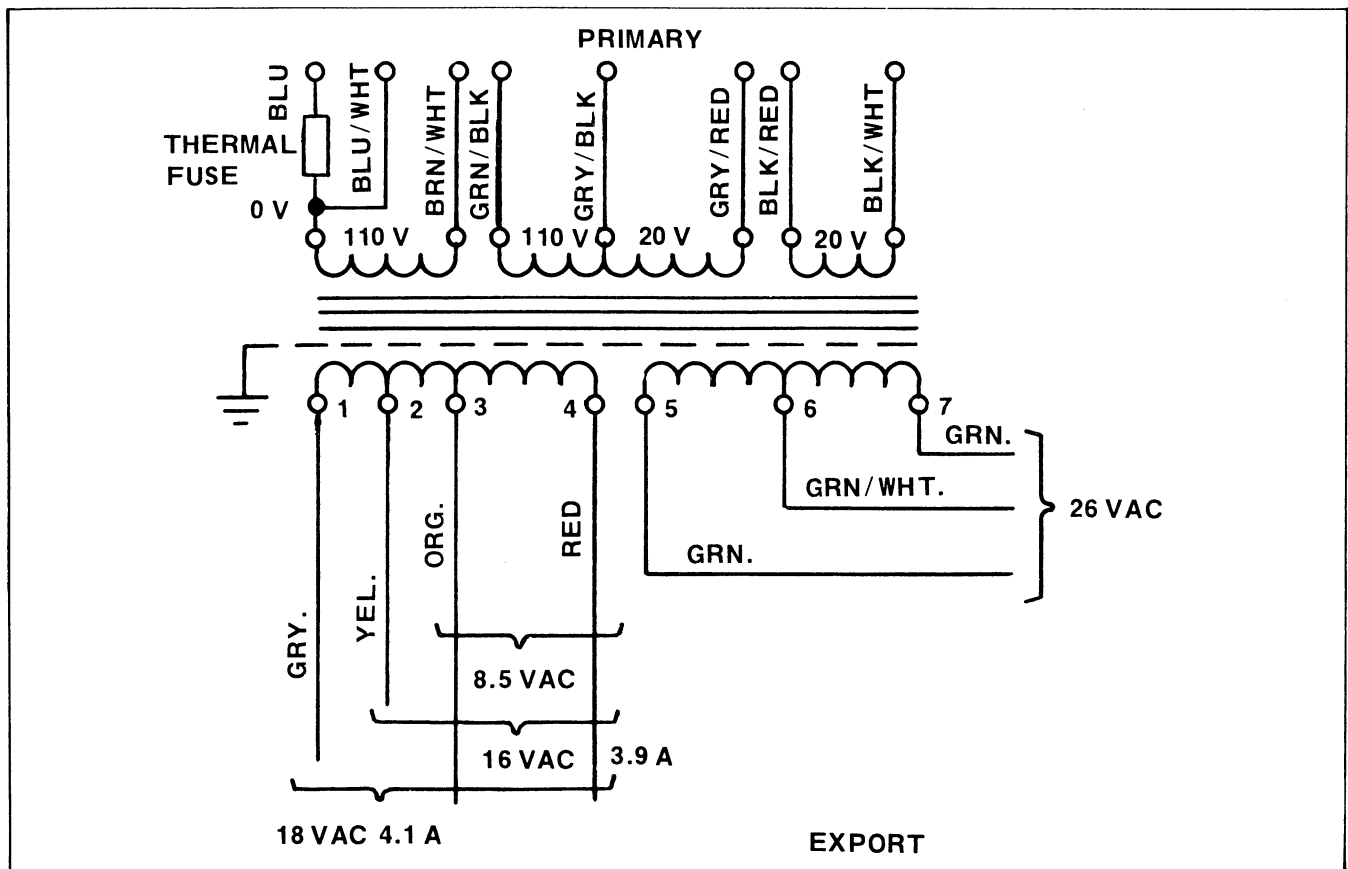 PRIMARY
BLU
BLU/WHT
BRN/WHT
GRN/BLK
GRY/BLK
GRY/RED
BLK/RED
BLK/WHT
THERMAL
FUSE
0 V
110 V
110 V
20 V
20 V
1
2
3
4
5
6
7
GRN.
GRN/WHT.
GRN.
26 VAC
GRY.
YEL.
ORG.
RED
8.5 VAC
16 VAC
3.9 A
18 VAC 4.1 A
EXPORT